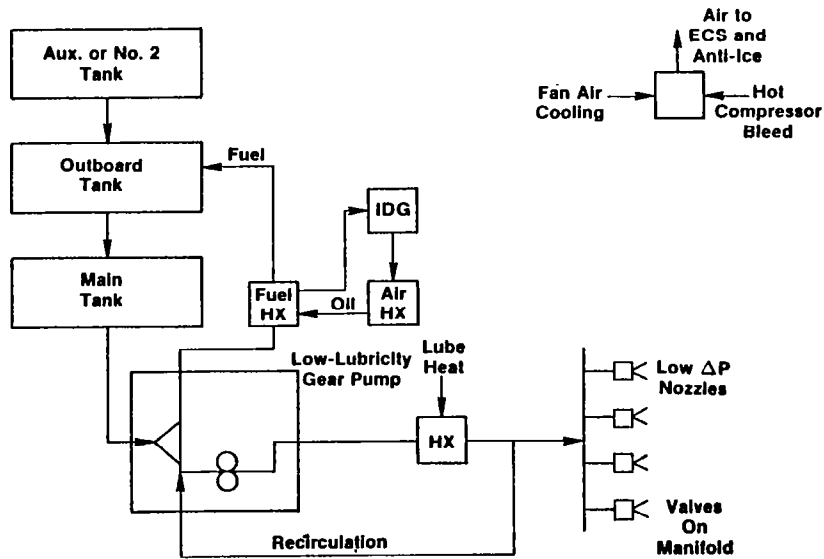 Aux. or No. 2
Tank
Air to
ECS and
Anti-Ice
Fan Air
Cooling
Hot
Compressor
Bleed
Outboard
Tank
Fuel
IDG
Main
Tank
Fuel
HX
Oil
Air
HX
Low-Lubricity
Gear Pump
Lube
Heat
HX
Low ΔP
Nozzles
Valves
On
Manifold
Recirculation